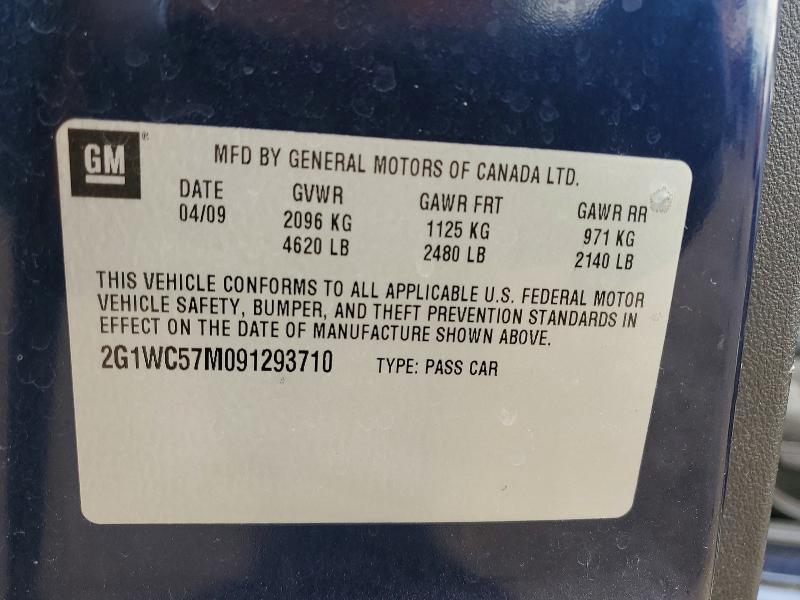 GM ®
MFD BY GENERAL MOTORS OF CANADA LTD.
DATE GVWR GAWR FRT GAWR RR
04/09 2096 KG 1125 KG 971 KG
4620 LB 2480 LB 2140 LB
THIS VEHICLE CONFORMS TO ALL APPLICABLE U.S. FEDERAL MOTOR
VEHICLE SAFETY, BUMPER, AND THEFT PREVENTION STANDARDS IN
EFFECT ON THE DATE OF MANUFACTURE SHOWN ABOVE.
2G1WC57M091293710 TYPE: PASS CAR